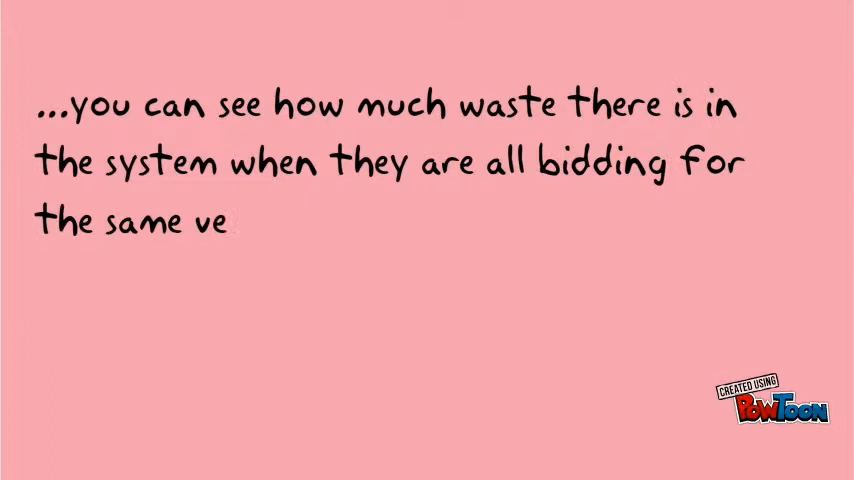 ...you can see how much waste there is in
the system when they are all bidding for
the same ve
CREATED USING
POWTOON